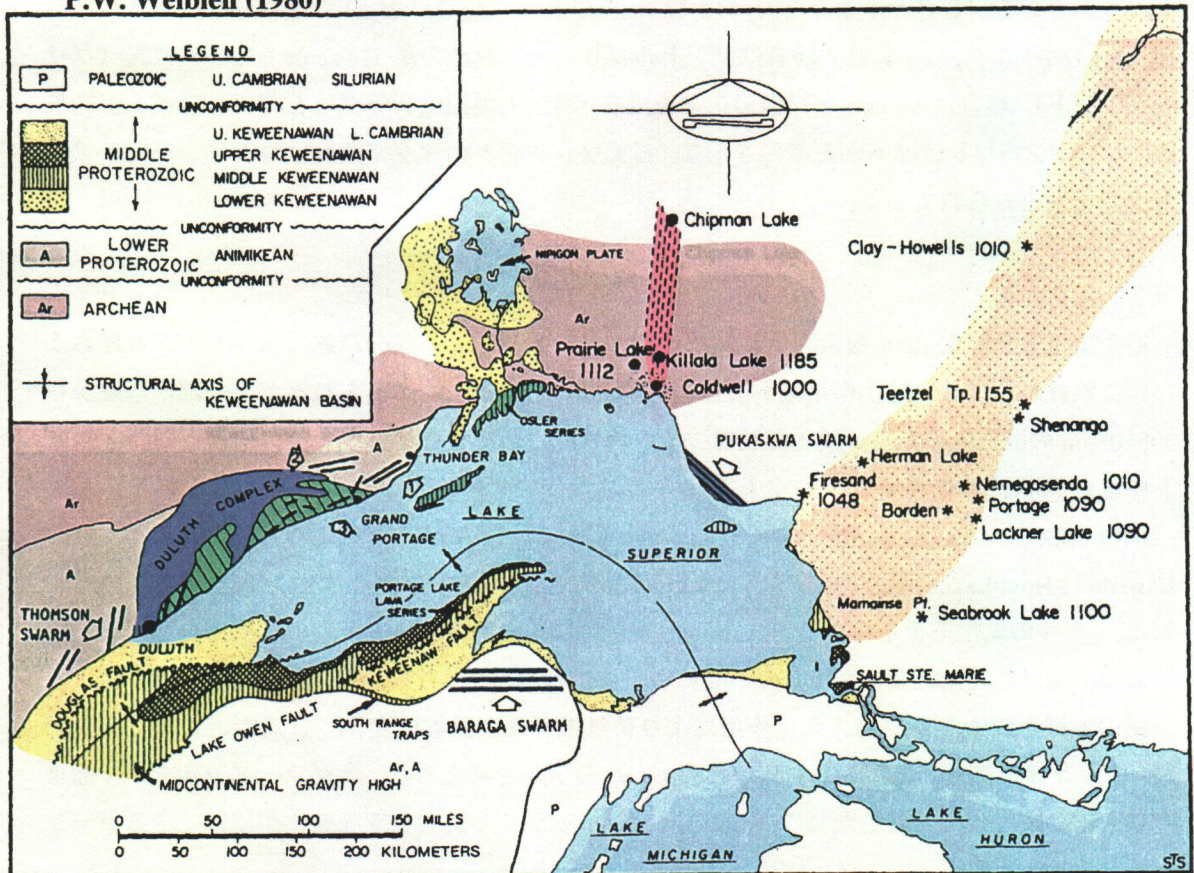 P.W. Weiblen (1980)
LEGEND
P PALEOZOIC U. CAMBRIAN SILURIAN
UNCONFORMITY
U. KEWEENAWAN L. CAMBRIAN
MIDDLE PROTEROZOIC
UPPER KEWEENAWAN
MIDDLE KEWEENAWAN
LOWER KEWEENAWAN
UNCONFORMITY
A LOWER PROTEROZOIC ANIMIKEAN
UNCONFORMITY
Ar ARCHEAN
STRUCTURAL AXIS OF
KEWEENAWAN BASIN
NIPIGON PLATE
Chipman Lake
Chipman Lake
Clay-Howells 1010
Ar
Prairie Lake
1112
Killala Lake 1185
Coldwell 1000
OSLER
SERIES
Teetzel Tp. 1155
Shenango
PUKASKWA SWARM
Herman Lake
Firesand
1048
Nemegosenda 1010
Borden
Portage 1090
Lackner Lake 1090
A
2
THUNDER BAY
Ar
DULUTH COMPLEX
1
3
GRAND
PORTAGE
LAKE
SUPERIOR
A
PORTAGE LAKE
LAVA
SERIES
THOMSON
SWARM
DULUTH
Mamainse Pt.
Seabrook Lake 1100
DOUGLAS FAULT
KEWEENAW FAULT
SAULT STE. MARIE
LAKE OWEN FAULT
SOUTH RANGE
TRAPS
BARAGA SWARM
P
MIDCONTINENTAL GRAVITY HIGH
Ar, A
P
0 50 100 150 MILES
0 50 100 150 200 KILOMETERS
LAKE
MICHIGAN
LAKE
HURON
STS